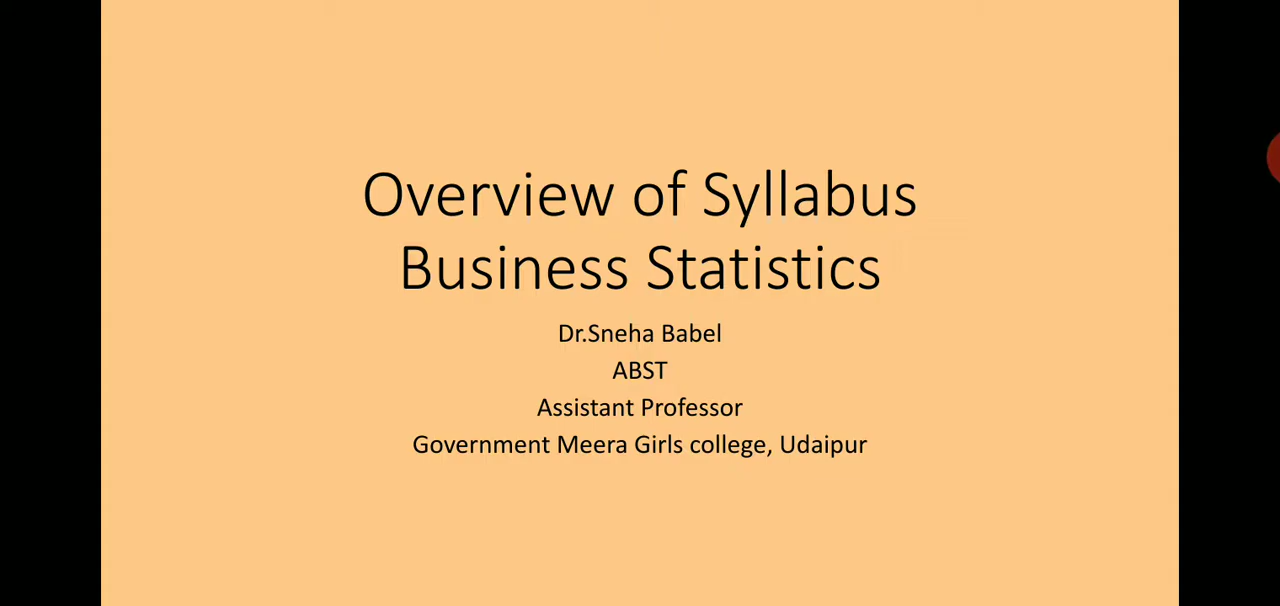 Overview of Syllabus
Business Statistics
Dr.Sneha Babel
ABST
Assistant Professor
Government Meera Girls college, Udaipur